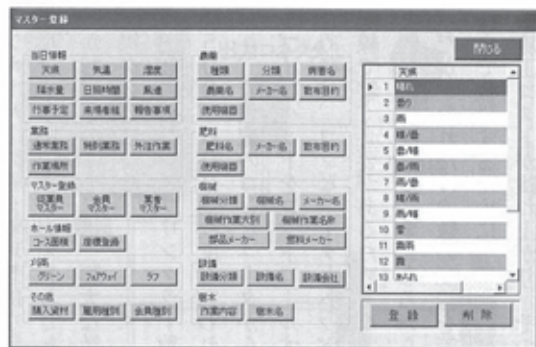 マスター登録
閉じる
当日情報
天候 気温 湿度
降水量 日照時間 風速
行事予定 来場者組 報告事項
業務
通常業務 特別業務 外注作業
作業場所
マスター登録
従業員マスター 会員マスター 業者マスター
ホール情報
コース面積 座標登録
刈高
グリーン フェアウェイ ラフ
その他
購入資材 雇用種別 会員種別
農薬
種類 分類 病害名
農薬名 メーカー名 散布目的
使用機器
肥料
肥料名 メーカー名 散布目的
使用機器
機械
機械分類 機械名 メーカー名
機械作業大別 機械作業名称
部品メーカー 燃料メーカー
設備
設備分類 設備名 設備会社
樹木
作業内容 樹木名
天候
1 晴れ
2 曇り
3 雨
4 晴/曇
5 曇/晴
6 曇/雨
7 雨/曇
8 晴/雨
9 雨/晴
10 雪
11 霧雨
12 霧
13 あられ
登録 削除